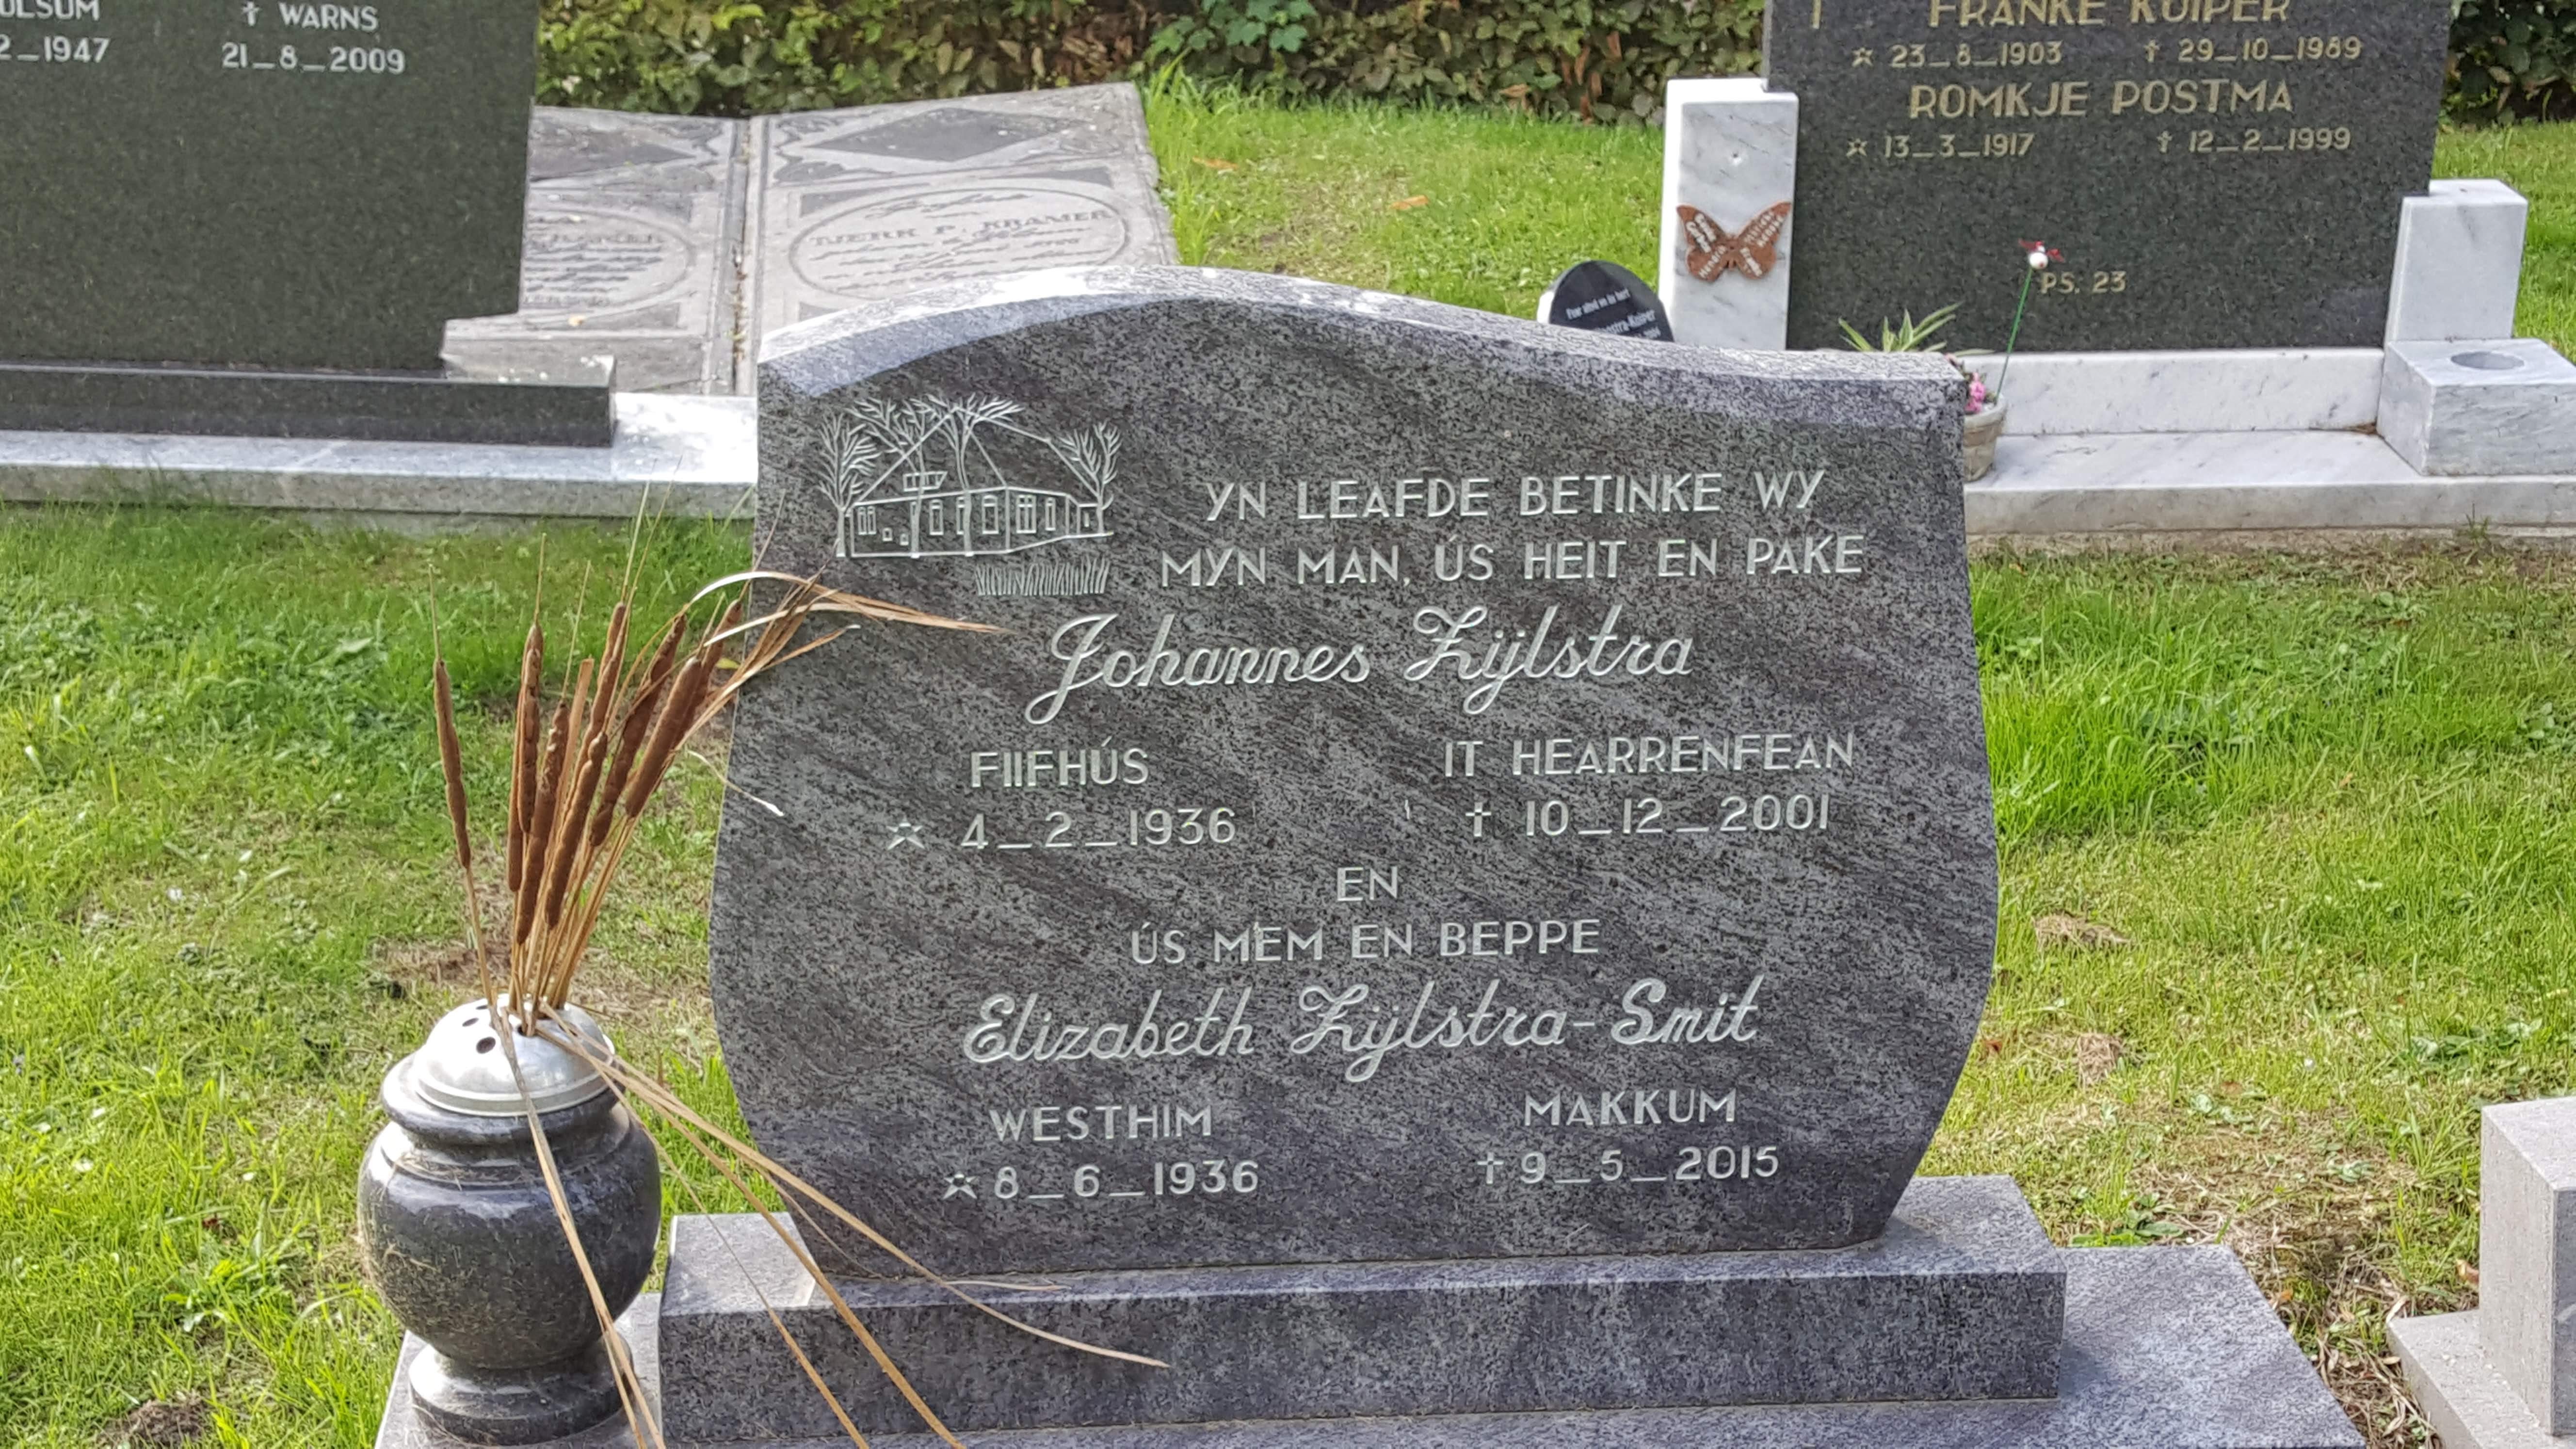 OLSUM † WARNS
2_1947 21_8_2009
TJERK P. KRAMER
FRANKE KUIPER
☆ 23_8_1903 † 29_10_1989
ROMKJE POSTMA
☆ 13_3_1917 † 12_2_1999
PS. 23
YN LEAFDE BETINKE WY
MYN MAN, ÚS HEIT EN PAKE
Johannes Zijlstra
FIIFHÚS IT HEARRENFEAN
☆ 4_2_1936 † 10_12_2001
EN
ÚS MEM EN BEPPE
Elizabeth Zijlstra-Smit
WESTHIM MAKKUM
☆ 8_6_1936 † 9_5_2015